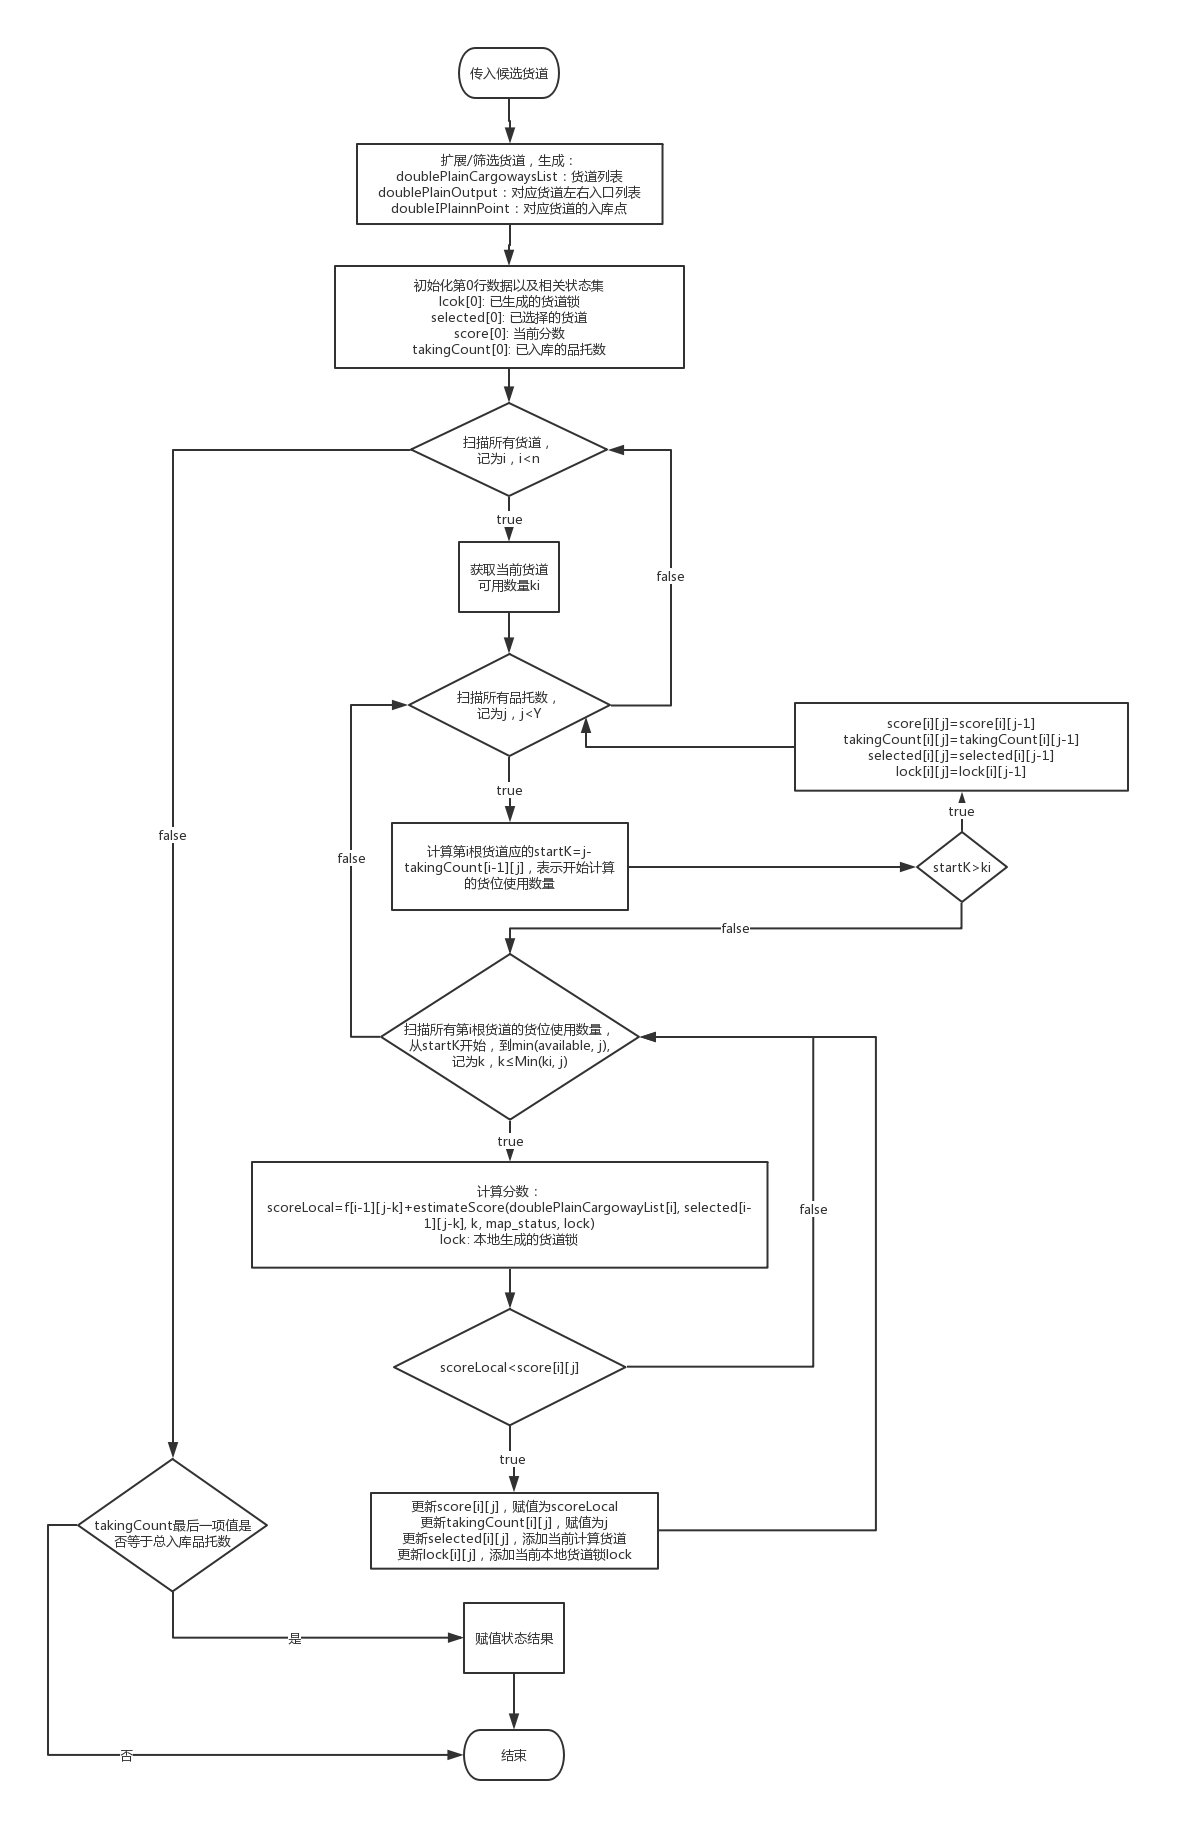 传入候选货道
扩展/筛选货道，生成：
doublePlainCargowaysList：货道列表
doublePlainOutput：对应货道左右入口列表
doubleIPlainnPoint：对应货道的入库点
初始化第0行数据以及相关状态集
lcok[0]: 已生成的货道锁
selected[0]: 已选择的货道
score[0]: 当前分数
takingCount[0]: 已入库的品托数
扫描所有货道，
记为i，i<n
true
获取当前货道
可用数量ki
false
扫描所有品托数，
记为j，j<Y
score[i][j]=score[i][j-1]
takingCount[i][j]=takingCount[i][j-1]
selected[i][j]=selected[i][j-1]
lock[i][j]=lock[i][j-1]
true
true
false
false
计算第i根货道应的startK=j-
takingCount[i-1][j]，表示开始计算
的货位使用数量
startK>ki
false
扫描所有第i根货道的货位使用数量，
从startK开始，到min(available, j),
记为k，k≤Min(ki, j)
true
计算分数：
scoreLocal=f[i-1][j-k]+estimateScore(doublePlainCargowayList[i], selected[i-
1][j-k], k, map_status, lock)
lock: 本地生成的货道锁
false
scoreLocal<score[i][j]
true
更新score[i][j]，赋值为scoreLocal
更新takingCount[i][j]，赋值为j
更新selected[i][j]，添加当前计算货道
更新lock[i][j]，添加当前本地货道锁lock
takingCount最后一项值是
否等于总入库品托数
是
赋值状态结果
否
结束